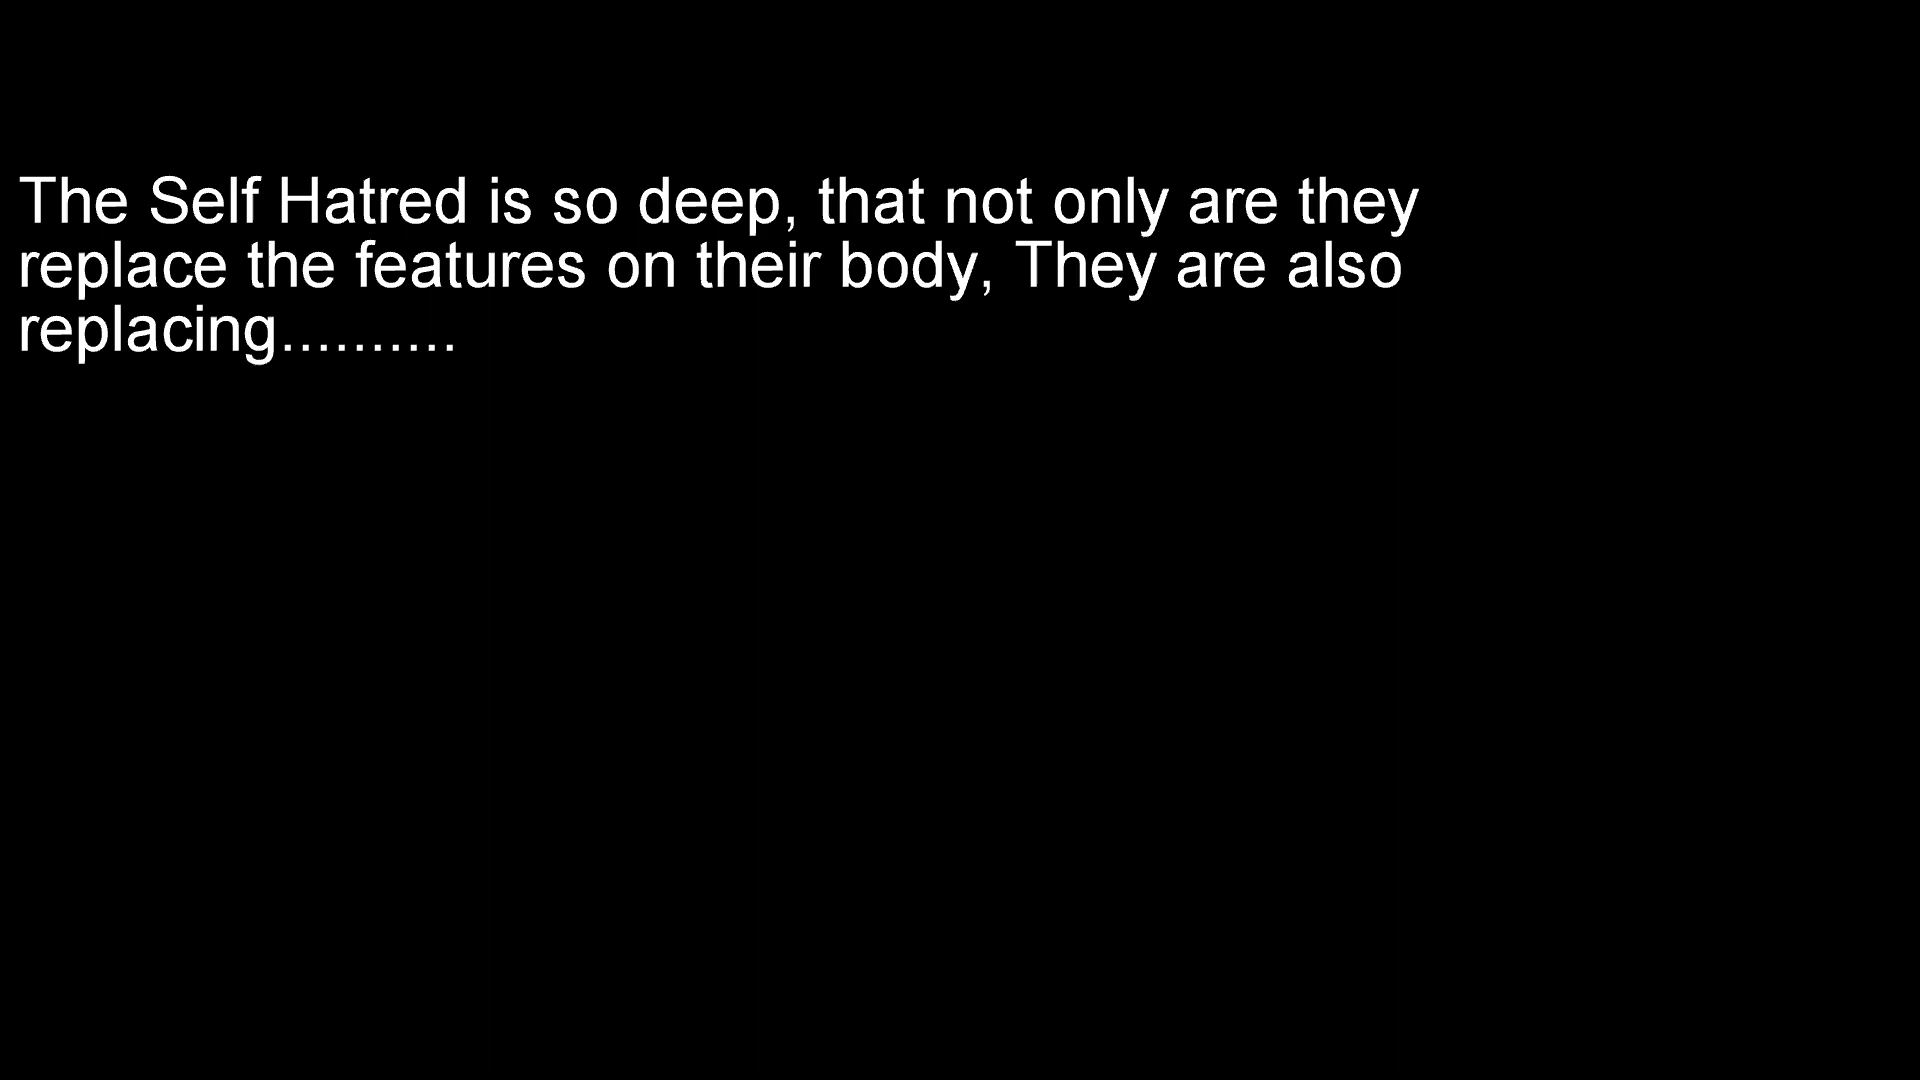 The Self Hatred is so deep, that not only are they
replace the features on their body, They are also
replacing..........